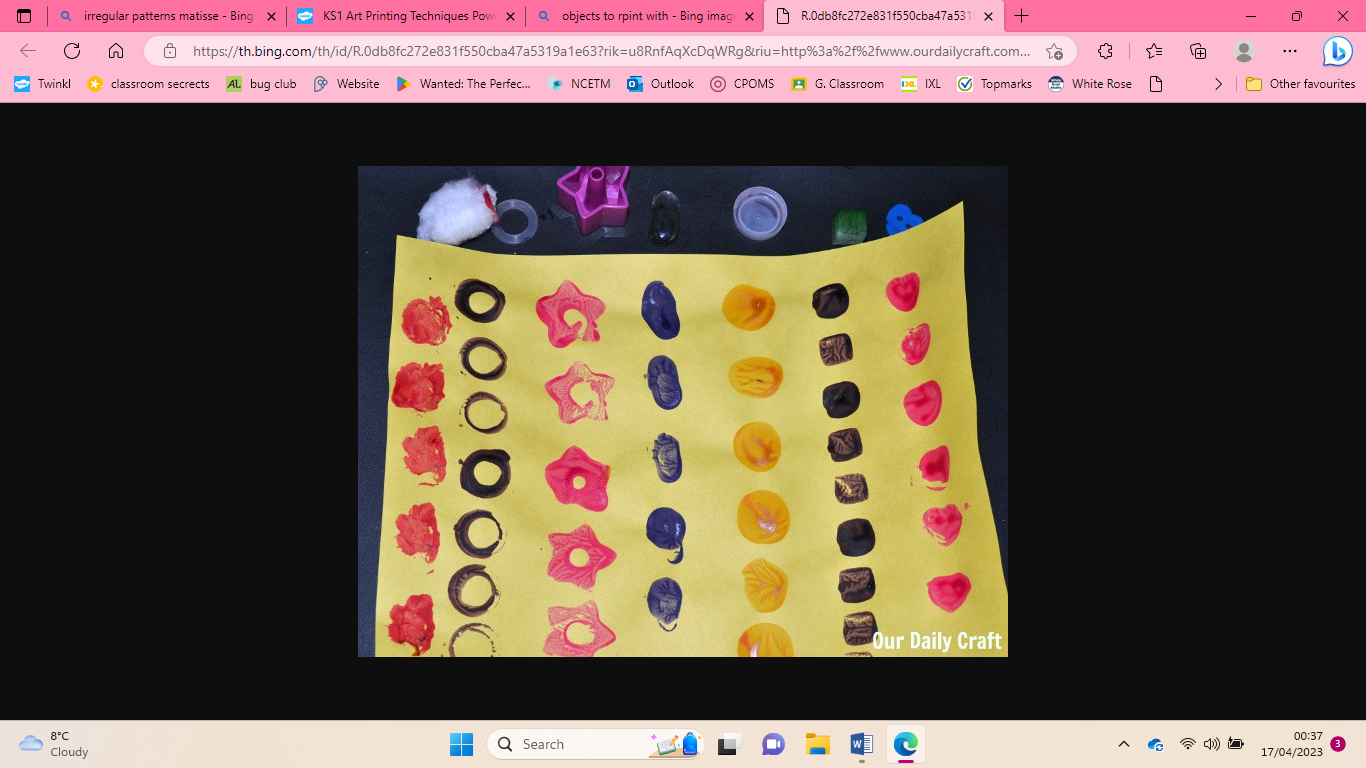 irregular patterns matisse - Bing
KS1 Art Printing Techniques Pow
objects to rpint with - Bing imag
R.0db8fc272e831f550cba47a531
https://th.bing.com/th/id/R.0db8fc272e831f550cba47a5319a1e63?rik=u8RnfAqXcDqWRg&riu=http%3a%2f%2fwww.ourdailycraft.com...
Twinkl
classroom secrects
AL
bug club
Website
Wanted: The Perfec...
NCETM
Outlook
CPOMS
G. Classroom
IXL
Topmarks
White Rose
Other favourites
Our Daily Craft
8°C
Cloudy
Search
00:37
17/04/2023
3